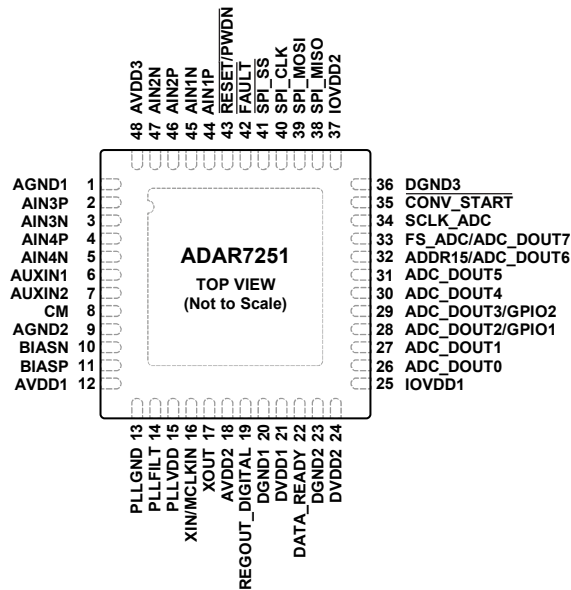 48 AVDD3
47 AIN2N
46 AIN2P
45 AIN1N
44 AIN1P
43 RESET/PWDN
42 FAULT
41 SPI_SS
40 SPI_CLK
39 SPI_MOSI
38 SPI_MISO
37 IOVDD2
AGND1 1
AIN3P 2
AIN3N 3
AIN4P 4
AIN4N 5
AUXIN1 6
AUXIN2 7
CM 8
AGND2 9
BIASN 10
BIASP 11
AVDD1 12
ADAR7251
TOP VIEW
(Not to Scale)
36 DGND3
35 CONV_START
34 SCLK_ADC
33 FS_ADC/ADC_DOUT7
32 ADDR15/ADC_DOUT6
31 ADC_DOUT5
30 ADC_DOUT4
29 ADC_DOUT3/GPIO2
28 ADC_DOUT2/GPIO1
27 ADC_DOUT1
26 ADC_DOUT0
25 IOVDD1
PLLGND 13
PLLFILT 14
PLLVDD 15
XIN/MCLKIN 16
XOUT 17
AVDD2 18
REGOUT_DIGITAL 19
DGND1 20
DVDD1 21
DATA_READY 22
DGND2 23
DVDD2 24